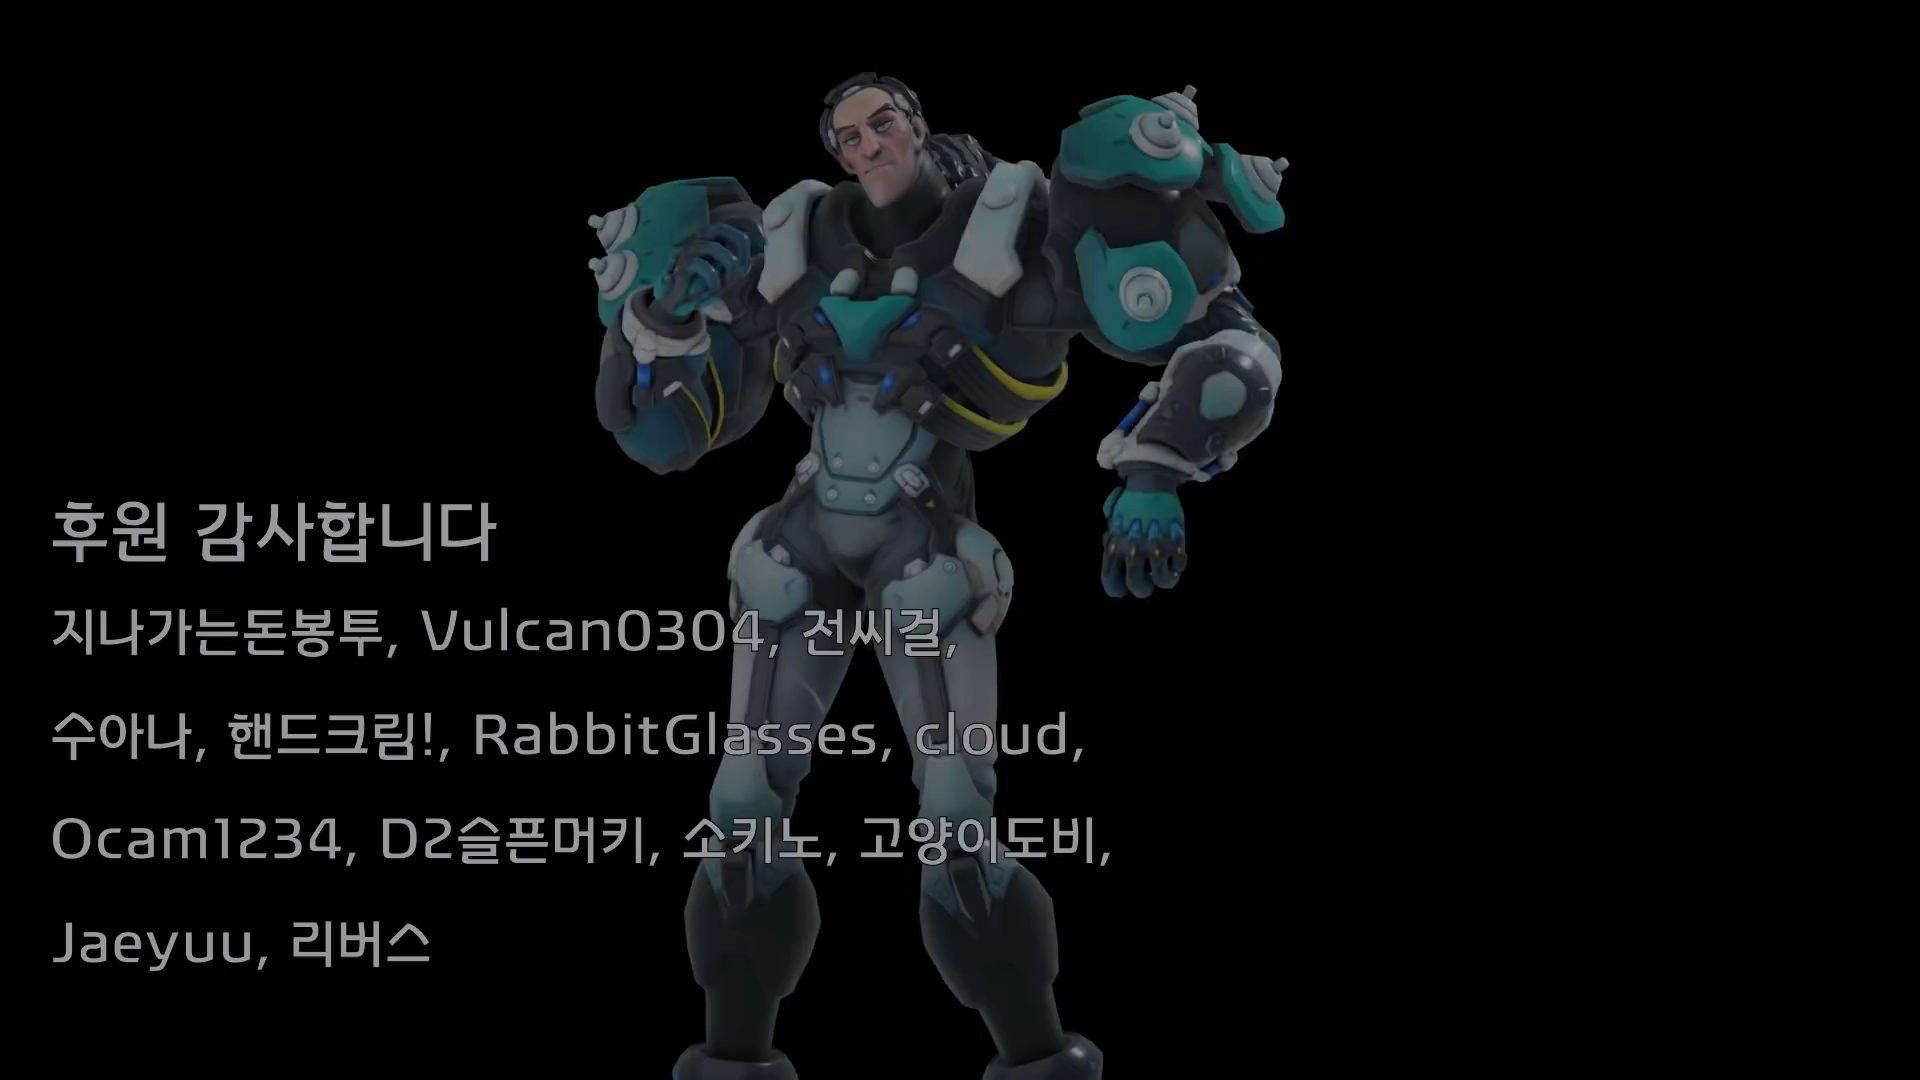 후원 감사합니다
지나가는돈봉투, Vulcan0304, 전씨걸,
수아나, 핸드크림!, RabbitGlasses, cloud,
Ocam1234, D2슬픈머키, 소키노, 고양이도비,
Jaeyuu, 리버스